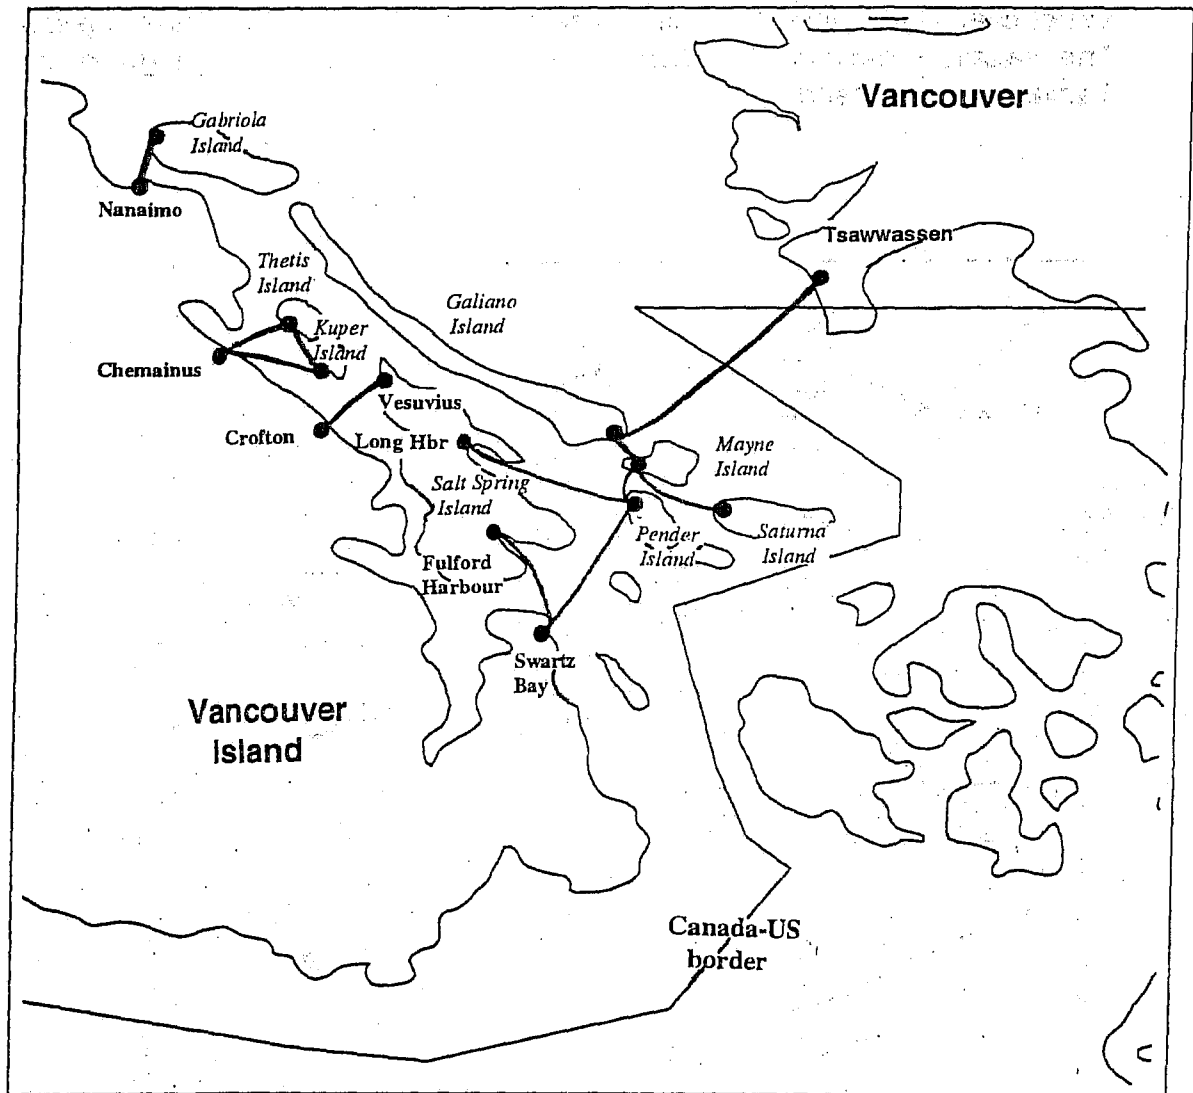 Vancouver
Gabriola
Island
Nanaimo
Tsawwassen
Thetis
Island
Galiano
Island
Kuper
Island
Chemainus
Vesuvius
Crofton
Long Hbr
Mayne
Island
Salt Spring
Island
Pender
Island
Saturna
Island
Fulford
Harbour
Swartz
Bay
Vancouver
Island
Canada-US
border